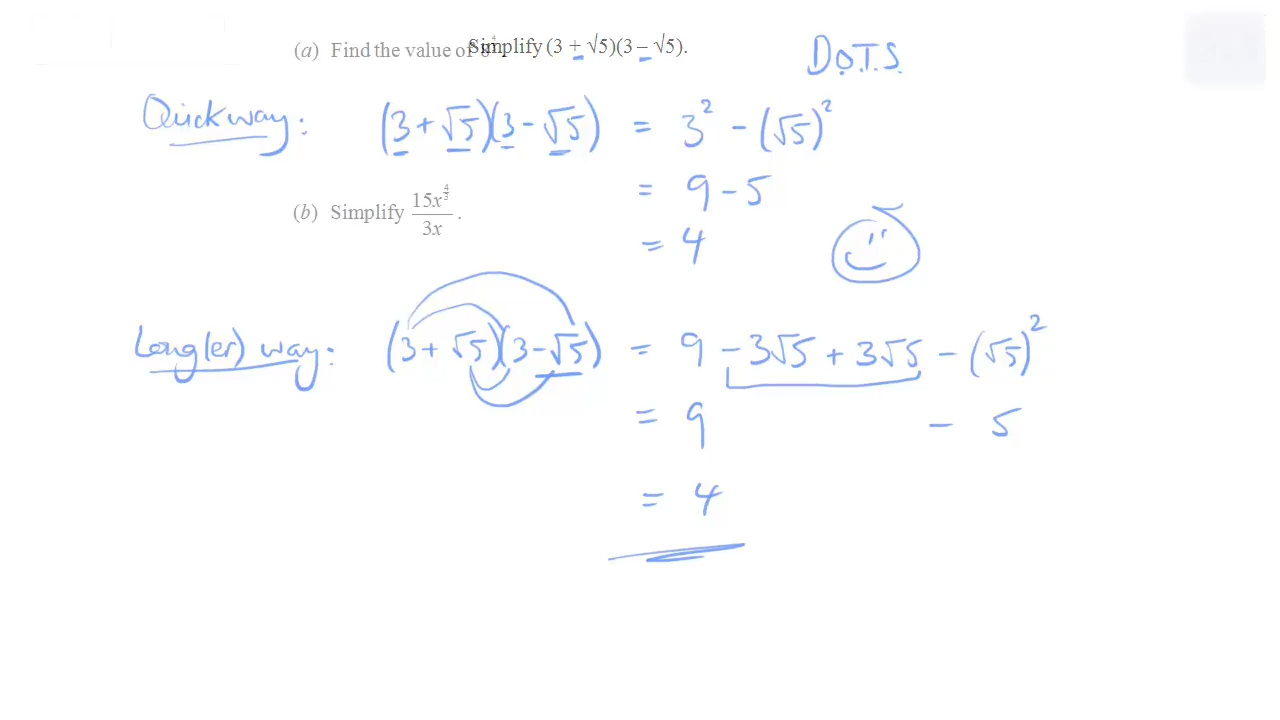 (a) Find the value of
Simplify (3 + √5)(3 – √5).
D.O.T.S.
Quick way: (3 + √5)(3 - √5) = 3² - (√5)²
= 9 - 5
(b) Simplify 15x^(4/3) / 3x .
= 4
Long(er) way: (3 + √5)(3 - √5) = 9 - 3√5 + 3√5 - (√5)²
= 9 - 5
= 4